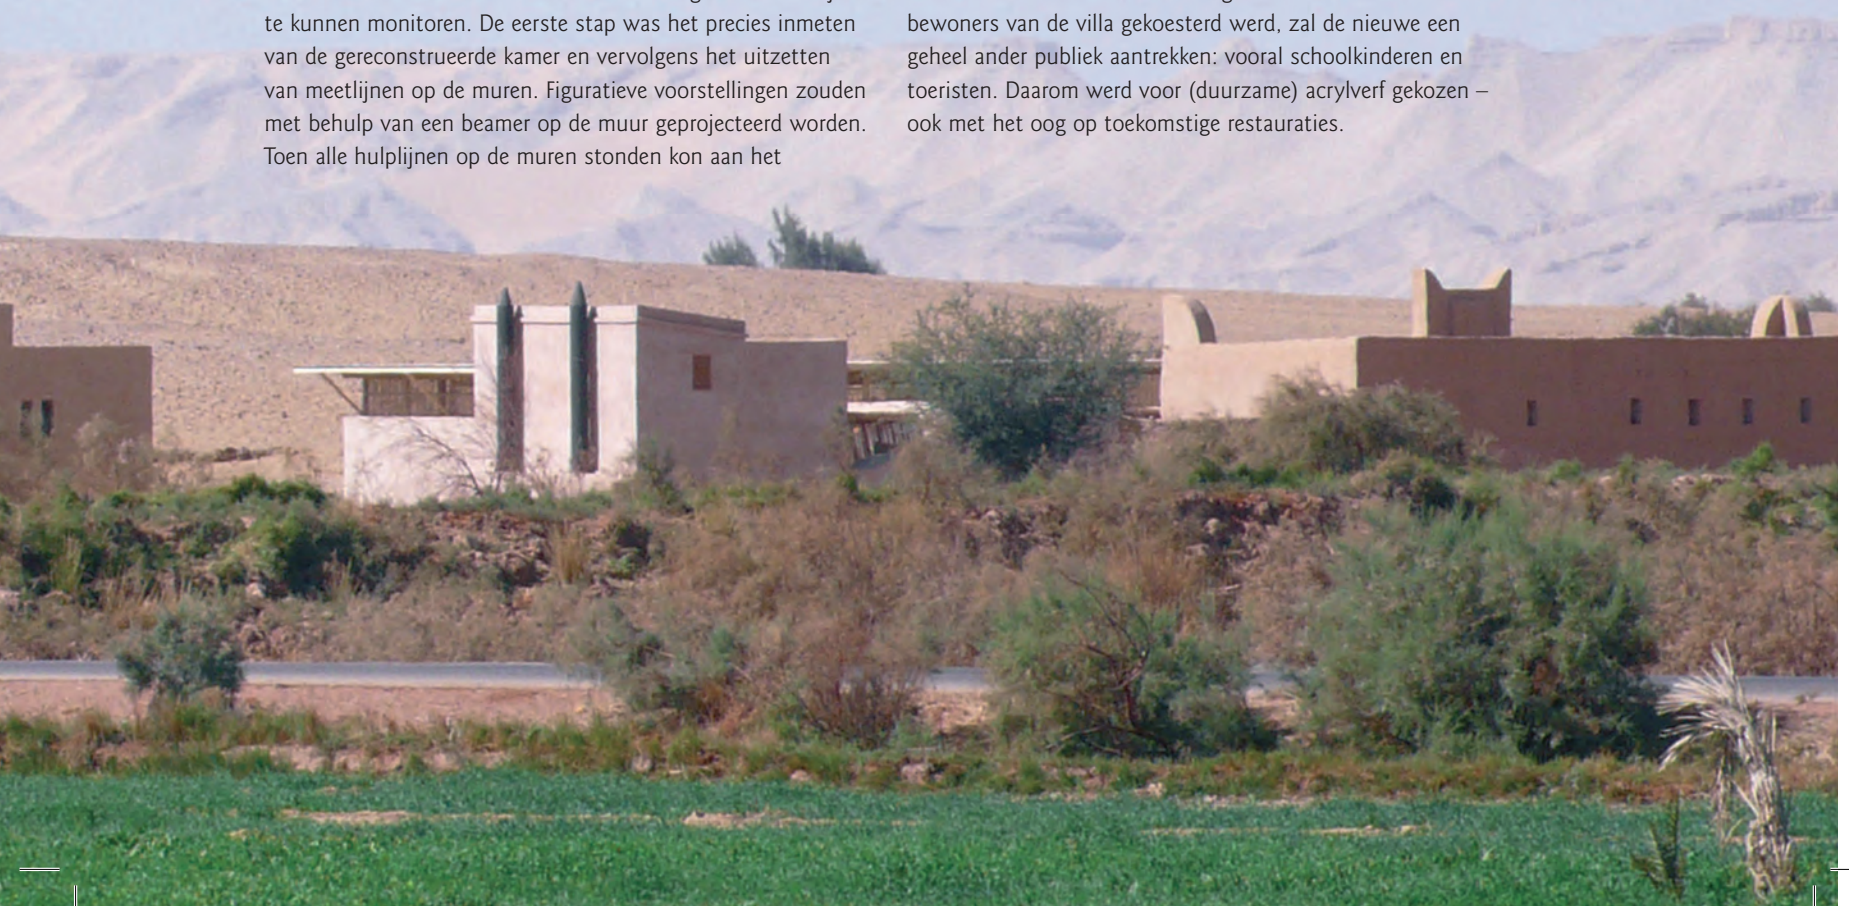 te kunnen monitoren. De eerste stap was het precies inmeten
van de gereconstrueerde kamer en vervolgens het uitzetten
van meetlijnen op de muren. Figuratieve voorstellingen zouden
met behulp van een beamer op de muur geprojecteerd worden.
Toen alle hulplijnen op de muren stonden kon aan het
bewoners van de villa gekoesterd werd, zal de nieuwe een
geheel ander publiek aantrekken: vooral schoolkinderen en
toeristen. Daarom werd voor (duurzame) acrylverf gekozen –
ook met het oog op toekomstige restauraties.